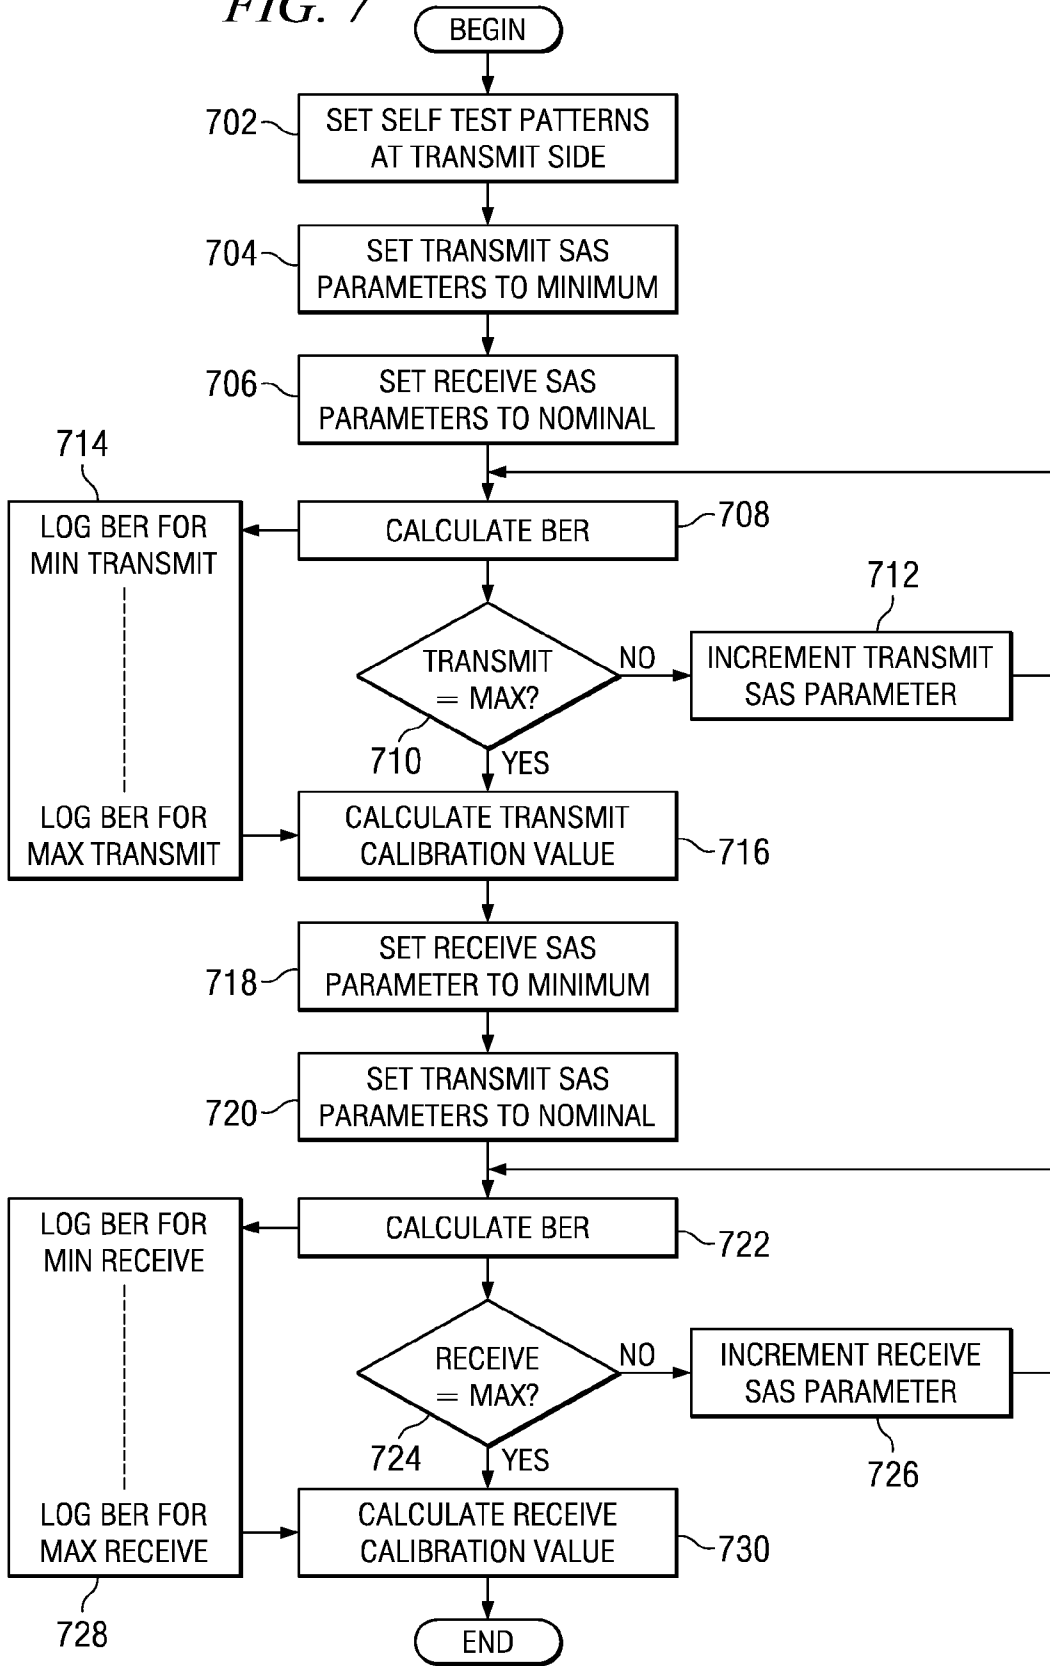 FIG. 7
BEGIN
702
SET SELF TEST PATTERNS
AT TRANSMIT SIDE
704
SET TRANSMIT SAS
PARAMETERS TO MINIMUM
706
SET RECEIVE SAS
PARAMETERS TO NOMINAL
714
LOG BER FOR
MIN TRANSMIT
LOG BER FOR
MAX TRANSMIT
CALCULATE BER
708
TRANSMIT
= MAX?
710
NO
712
INCREMENT TRANSMIT
SAS PARAMETER
YES
CALCULATE TRANSMIT
CALIBRATION VALUE
716
718
SET RECEIVE SAS
PARAMETER TO MINIMUM
720
SET TRANSMIT SAS
PARAMETERS TO NOMINAL
LOG BER FOR
MIN RECEIVE
LOG BER FOR
MAX RECEIVE
728
CALCULATE BER
722
RECEIVE
= MAX?
724
NO
INCREMENT RECEIVE
SAS PARAMETER
726
YES
CALCULATE RECEIVE
CALIBRATION VALUE
730
END